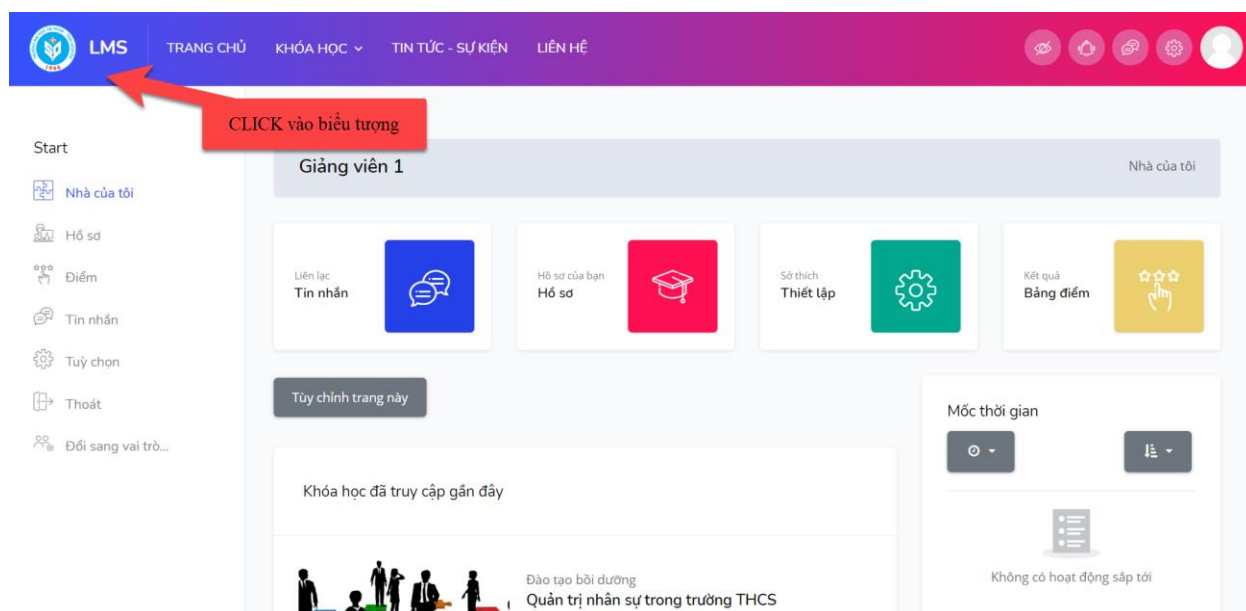 LMS TRANG CHỦ KHÓA HỌC TIN TỨC - SỰ KIỆN LIÊN HỆ
1966
CLICK vào biểu tượng
Start
Nhà của tôi
Hồ sơ
Điểm
Tin nhắn
Tuỳ chọn
Thoát
Đổi sang vai trò...
Giảng viên 1 Nhà của tôi
Liên lạc
Tin nhắn
Hồ sơ của bạn
Hồ sơ
Sở thích
Thiết lập
Kết quả
Bảng điểm
Tùy chỉnh trang này
Khóa học đã truy cập gần đây
Đào tạo bồi dưỡng
Quản trị nhân sự trong trường THCS
Mốc thời gian
Không có hoạt động sắp tới